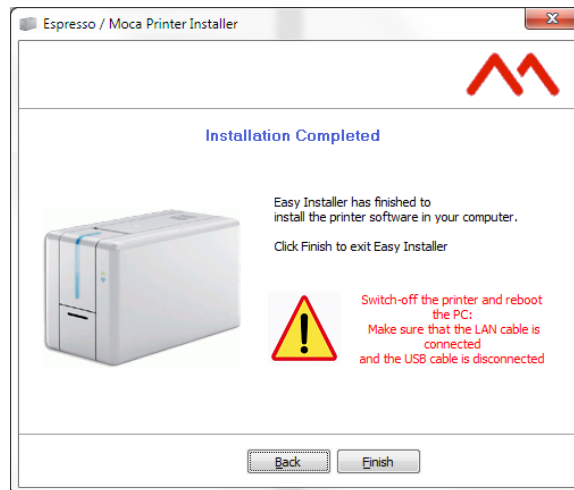 Espresso / Moca Printer Installer
Installation Completed
Easy Installer has finished to
install the printer software in your computer.
Click Finish to exit Easy Installer
Switch-off the printer and reboot
the PC:
Make sure that the LAN cable is
connected
and the USB cable is disconnected
Back
Finish